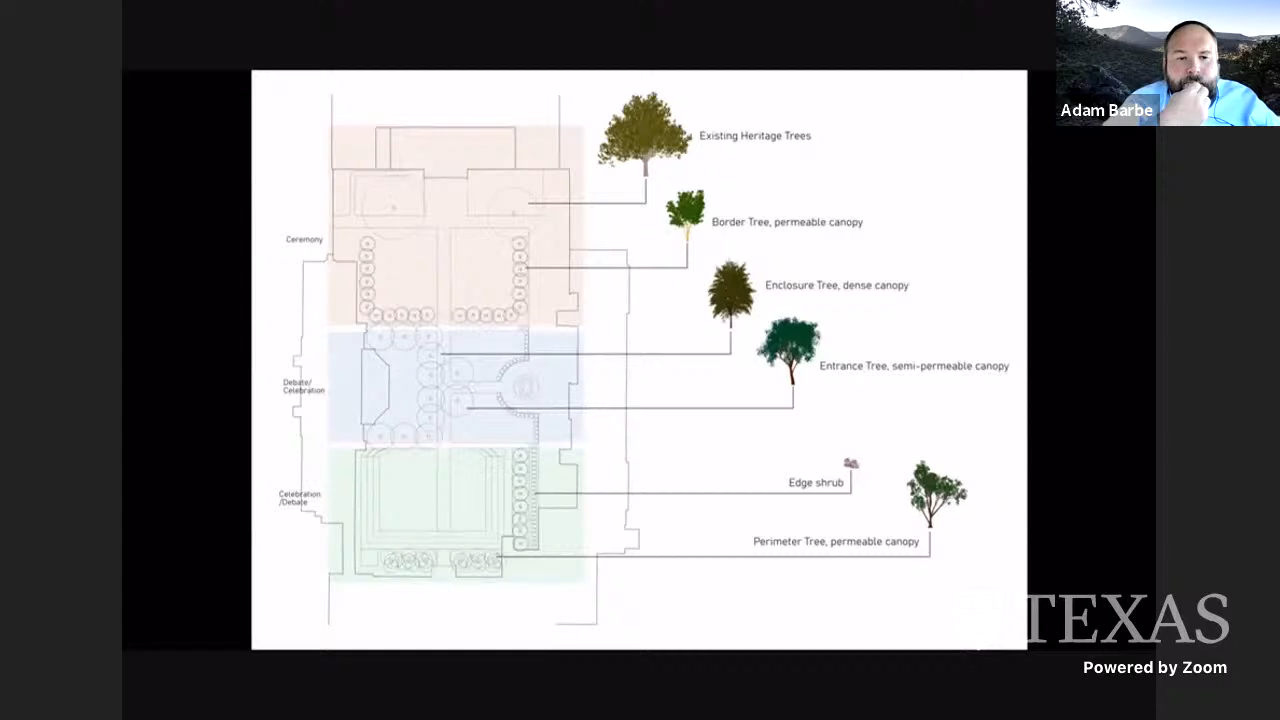 Adam Barbe
Existing Heritage Trees
Border Tree, permeable canopy
Ceremony
Enclosure Tree, dense canopy
Entrance Tree, semi-permeable canopy
Debate/
Celebration
Edge shrub
Celebration
/Debate
Perimeter Tree, permeable canopy
TEXAS
Powered by Zoom